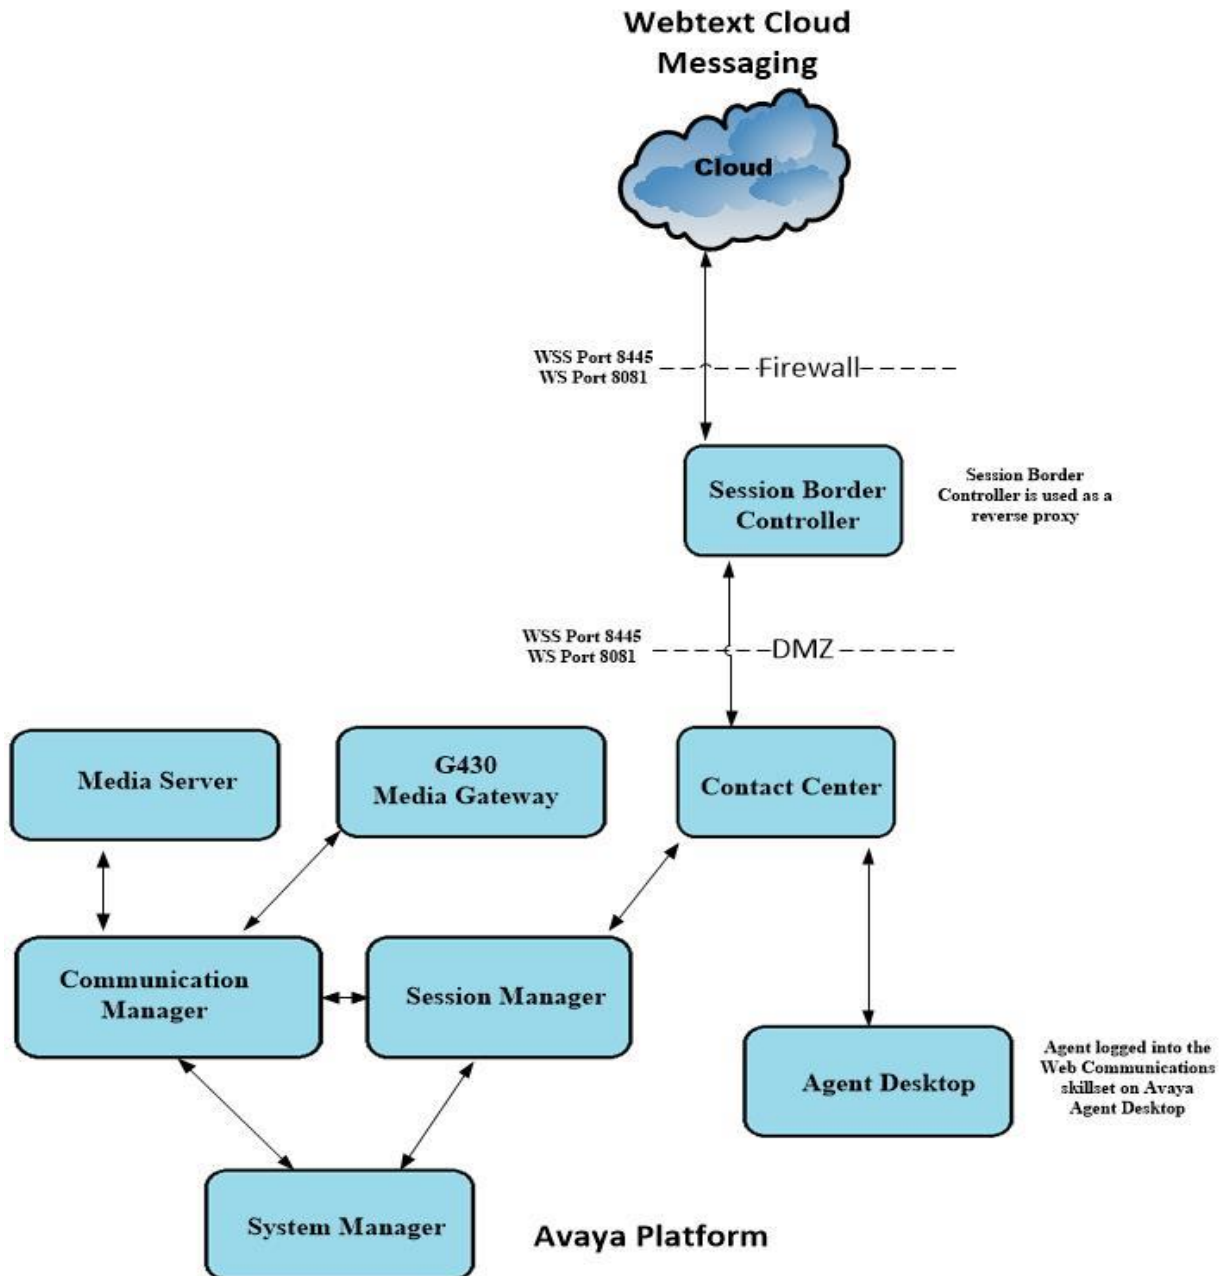 Webtext Cloud
Messaging
Cloud
WSS Port 8445
WS Port 8081
Firewall
Session Border
Controller
Session Border
Controller is used as a
reverse proxy
WSS Port 8445
WS Port 8081
DMZ
Media Server
G430
Media Gateway
Contact Center
Communication
Manager
Session Manager
Agent Desktop
Agent logged into the
Web Communications
skillset on Avaya
Agent Desktop
System Manager
Avaya Platform